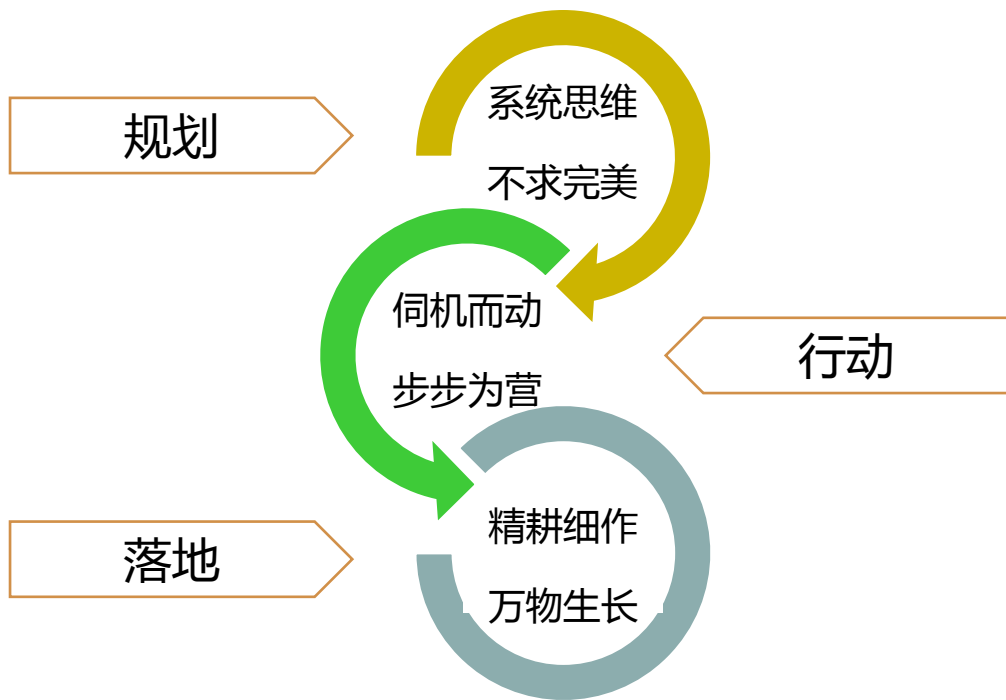 规划
系统思维
不求完美
伺机而动
步步为营
行动
落地
精耕细作
万物生长